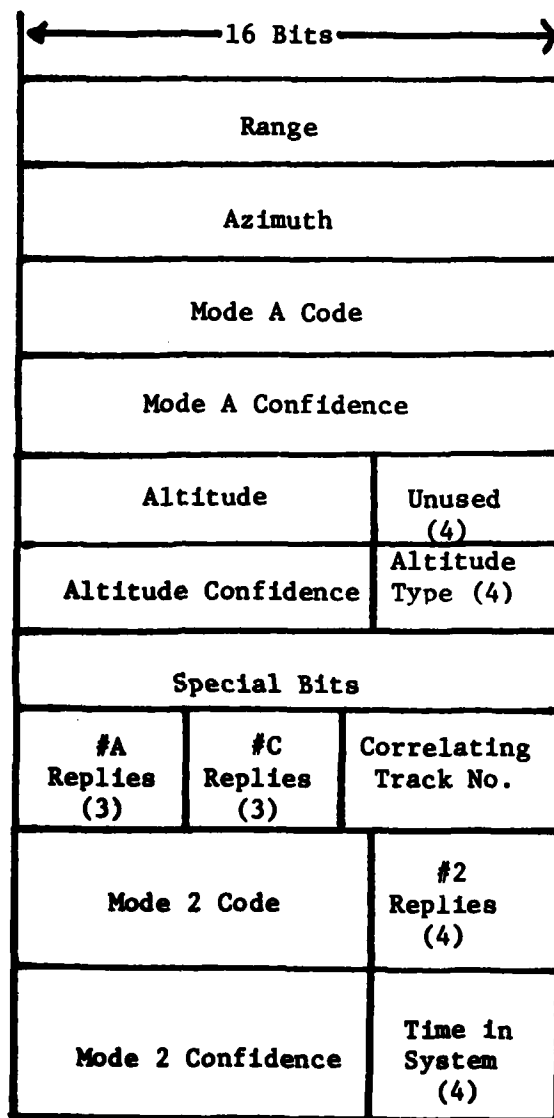 16 Bits
Range
Azimuth
Mode A Code
Mode A Confidence
Altitude
Unused
(4)
Altitude Confidence
Altitude
Type (4)
Special Bits
#A
Replies
(3)
#C
Replies
(3)
Correlating
Track No.
Mode 2 Code
#2
Replies
(4)
Mode 2 Confidence
Time in
System
(4)